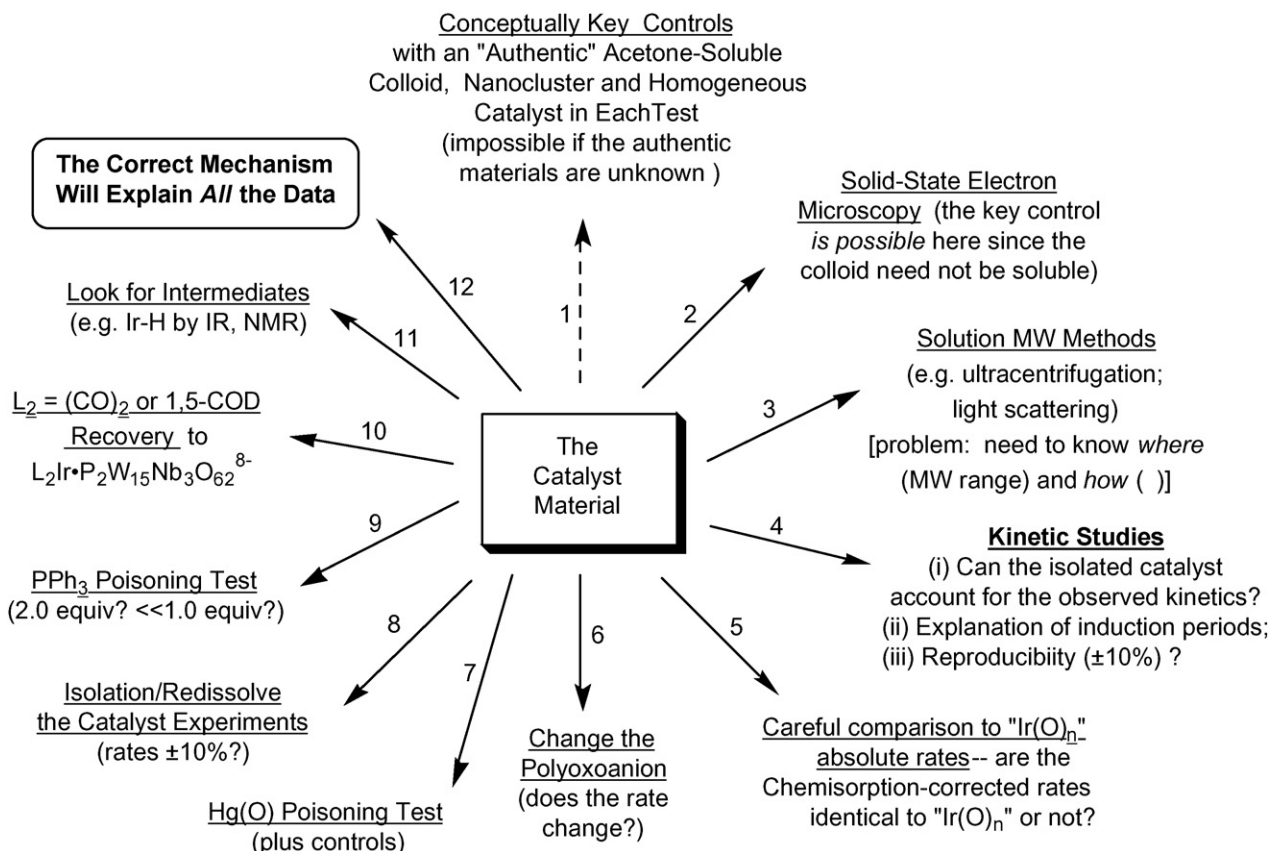 Conceptually Key Controls
with an "Authentic" Acetone-Soluble
Colloid, Nanocluster and Homogeneous
Catalyst in EachTest
(impossible if the authentic
materials are unknown )
The Correct Mechanism
Will Explain All the Data
Solid-State Electron
Microscopy (the key control
is possible here since the
colloid need not be soluble)
Look for Intermediates
(e.g. Ir-H by IR, NMR)
12
1
2
11
Solution MW Methods
(e.g. ultracentrifugation;
light scattering)
[problem: need to know where
(MW range) and how ( )]
L2 = (CO)2 or 1,5-COD
Recovery to
L2Ir•P2W15Nb3O62 8-
10
The
Catalyst
Material
3
9
4
PPh3 Poisoning Test
(2.0 equiv? <<1.0 equiv?)
Kinetic Studies
(i) Can the isolated catalyst
account for the observed kinetics?
(ii) Explanation of induction periods;
(iii) Reproducibiity (±10%) ?
8
7
6
5
Isolation/Redissolve
the Catalyst Experiments
(rates ±10%?)
Hg(O) Poisoning Test
(plus controls)
Change the
Polyoxoanion
(does the rate
change?)
Careful comparison to "Ir(O)n"
absolute rates-- are the
Chemisorption-corrected rates
identical to "Ir(O)n" or not?